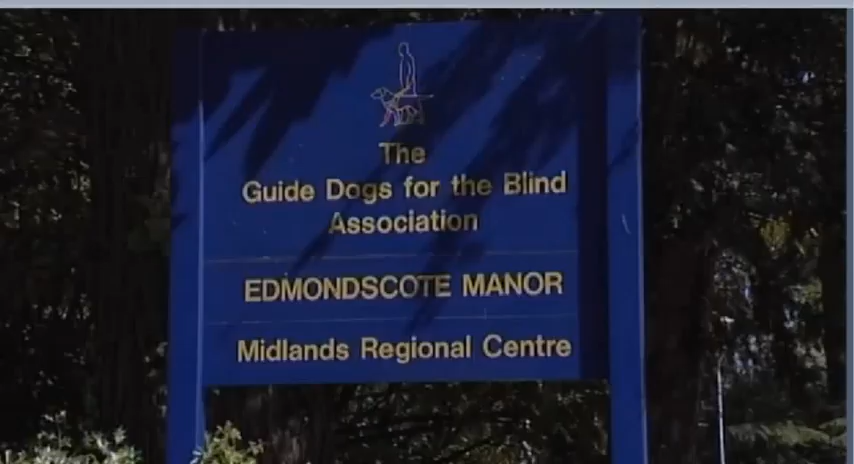 The
Guide Dogs for the Blind
Association
EDMONDSCOTE MANOR
Midlands Regional Centre